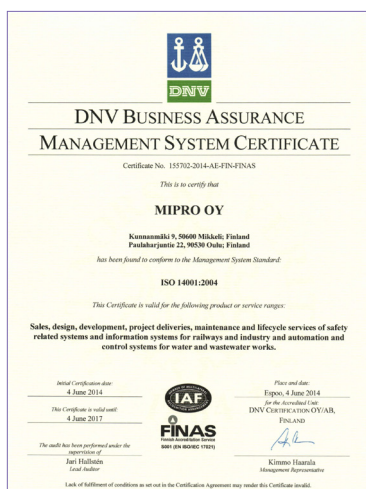 DNV
DNV BUSINESS ASSURANCE
MANAGEMENT SYSTEM CERTIFICATE
Certificate No. 155702-2014-AE-FIN-FINAS
This is to certify that
MIPRO OY
Kunnanmäki 9, 50600 Mikkeli; Finland
Paulaharjuntie 22, 90530 Oulu; Finland
has been found to conform to the Management System Standard:
ISO 14001:2004
This Certificate is valid for the following product or service ranges:
Sales, design, development, project deliveries, maintenance and lifecycle services of safety
related systems and information systems for railways and industry and automation and
control systems for water and wastewater works.
Initial Certification date:
4 June 2014
This Certificate is valid until:
4 June 2017
The audit has been performed under the
supervision of
Jari Hallstén
Lead Auditor
IAF
FINAS
Finnish Accreditation Service
S001 (EN ISO/IEC 17021)
Place and date:
Espoo, 4 June 2014
for the Accredited Unit:
DNV CERTIFICATION OY/AB,
FINLAND
Kimmo Haarala
Management Representative
Lack of fulfilment of conditions as set out in the Certification Agreement may render this Certificate invalid.